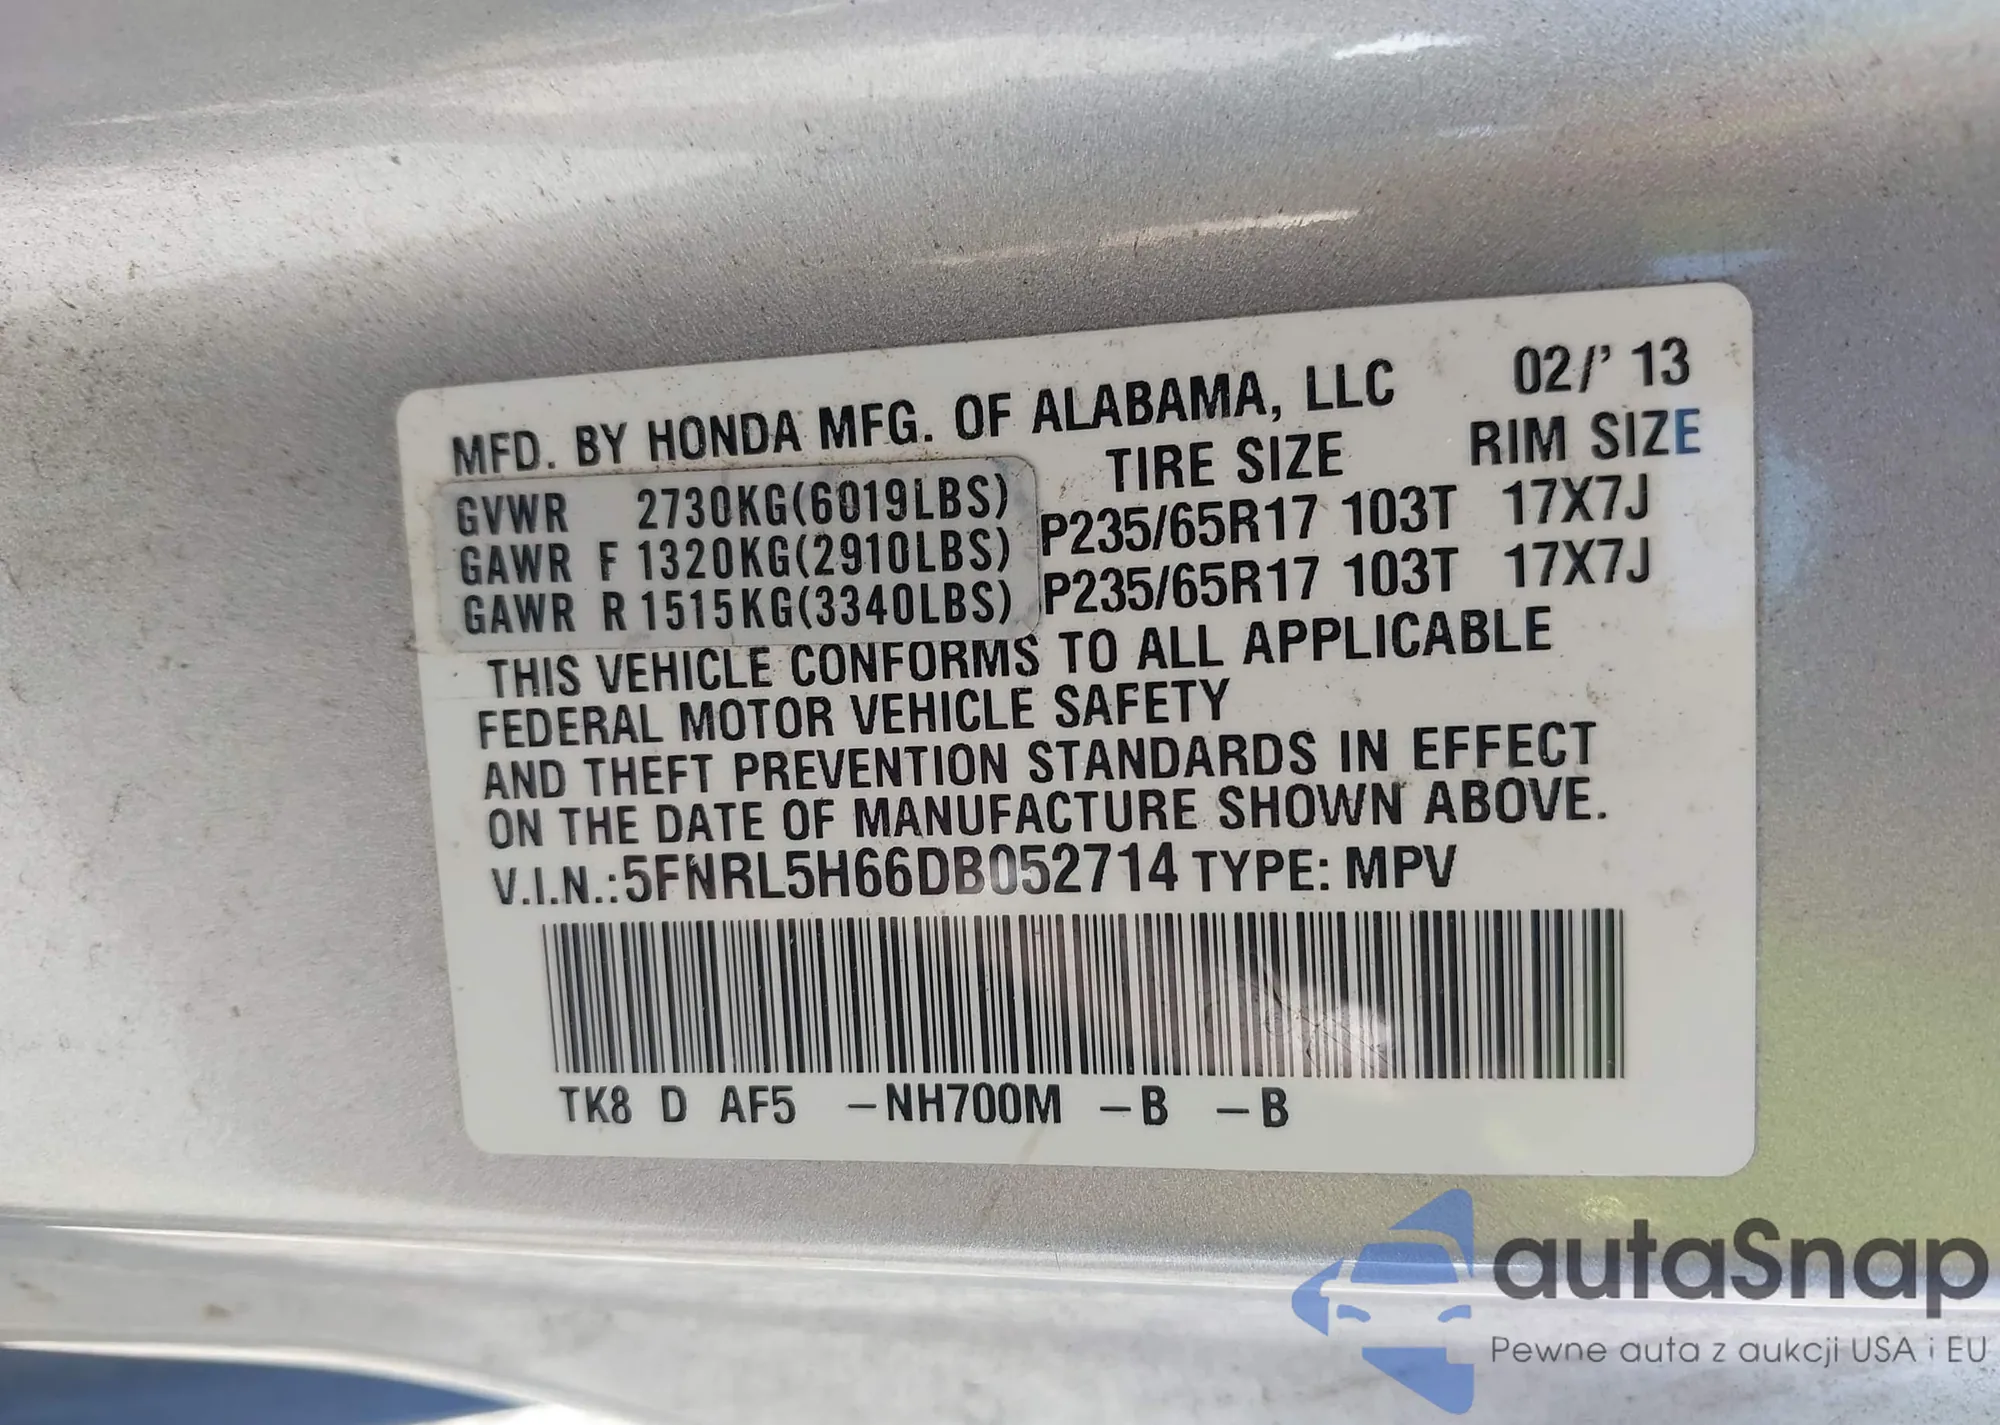 MFD. BY HONDA MFG. OF ALABAMA, LLC 02/' 13
TIRE SIZE RIM SIZE
GVWR 2730KG(6019LBS)
GAWR F 1320KG(2910LBS) P235/65R17 103T 17X7J
GAWR R 1515KG(3340LBS) P235/65R17 103T 17X7J
THIS VEHICLE CONFORMS TO ALL APPLICABLE
FEDERAL MOTOR VEHICLE SAFETY
AND THEFT PREVENTION STANDARDS IN EFFECT
ON THE DATE OF MANUFACTURE SHOWN ABOVE.
V.I.N.:5FNRL5H66DB052714 TYPE: MPV
TK8 D AF5 –NH700M –B –B
autaSnap
Pewne auta z aukcji USA i EU